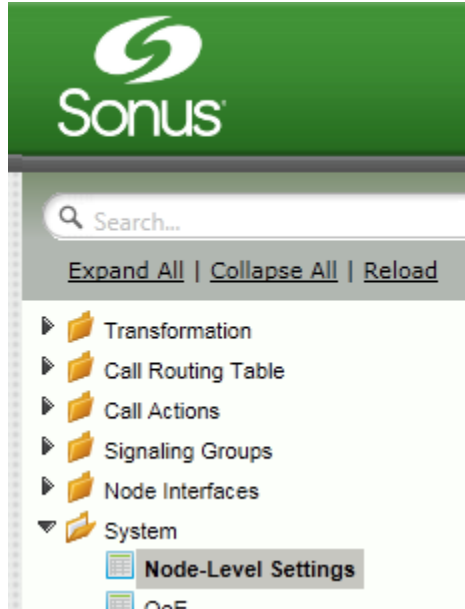 Sonus
Search...
Expand All | Collapse All | Reload
Transformation
Call Routing Table
Call Actions
Signaling Groups
Node Interfaces
System
Node-Level Settings
QoE